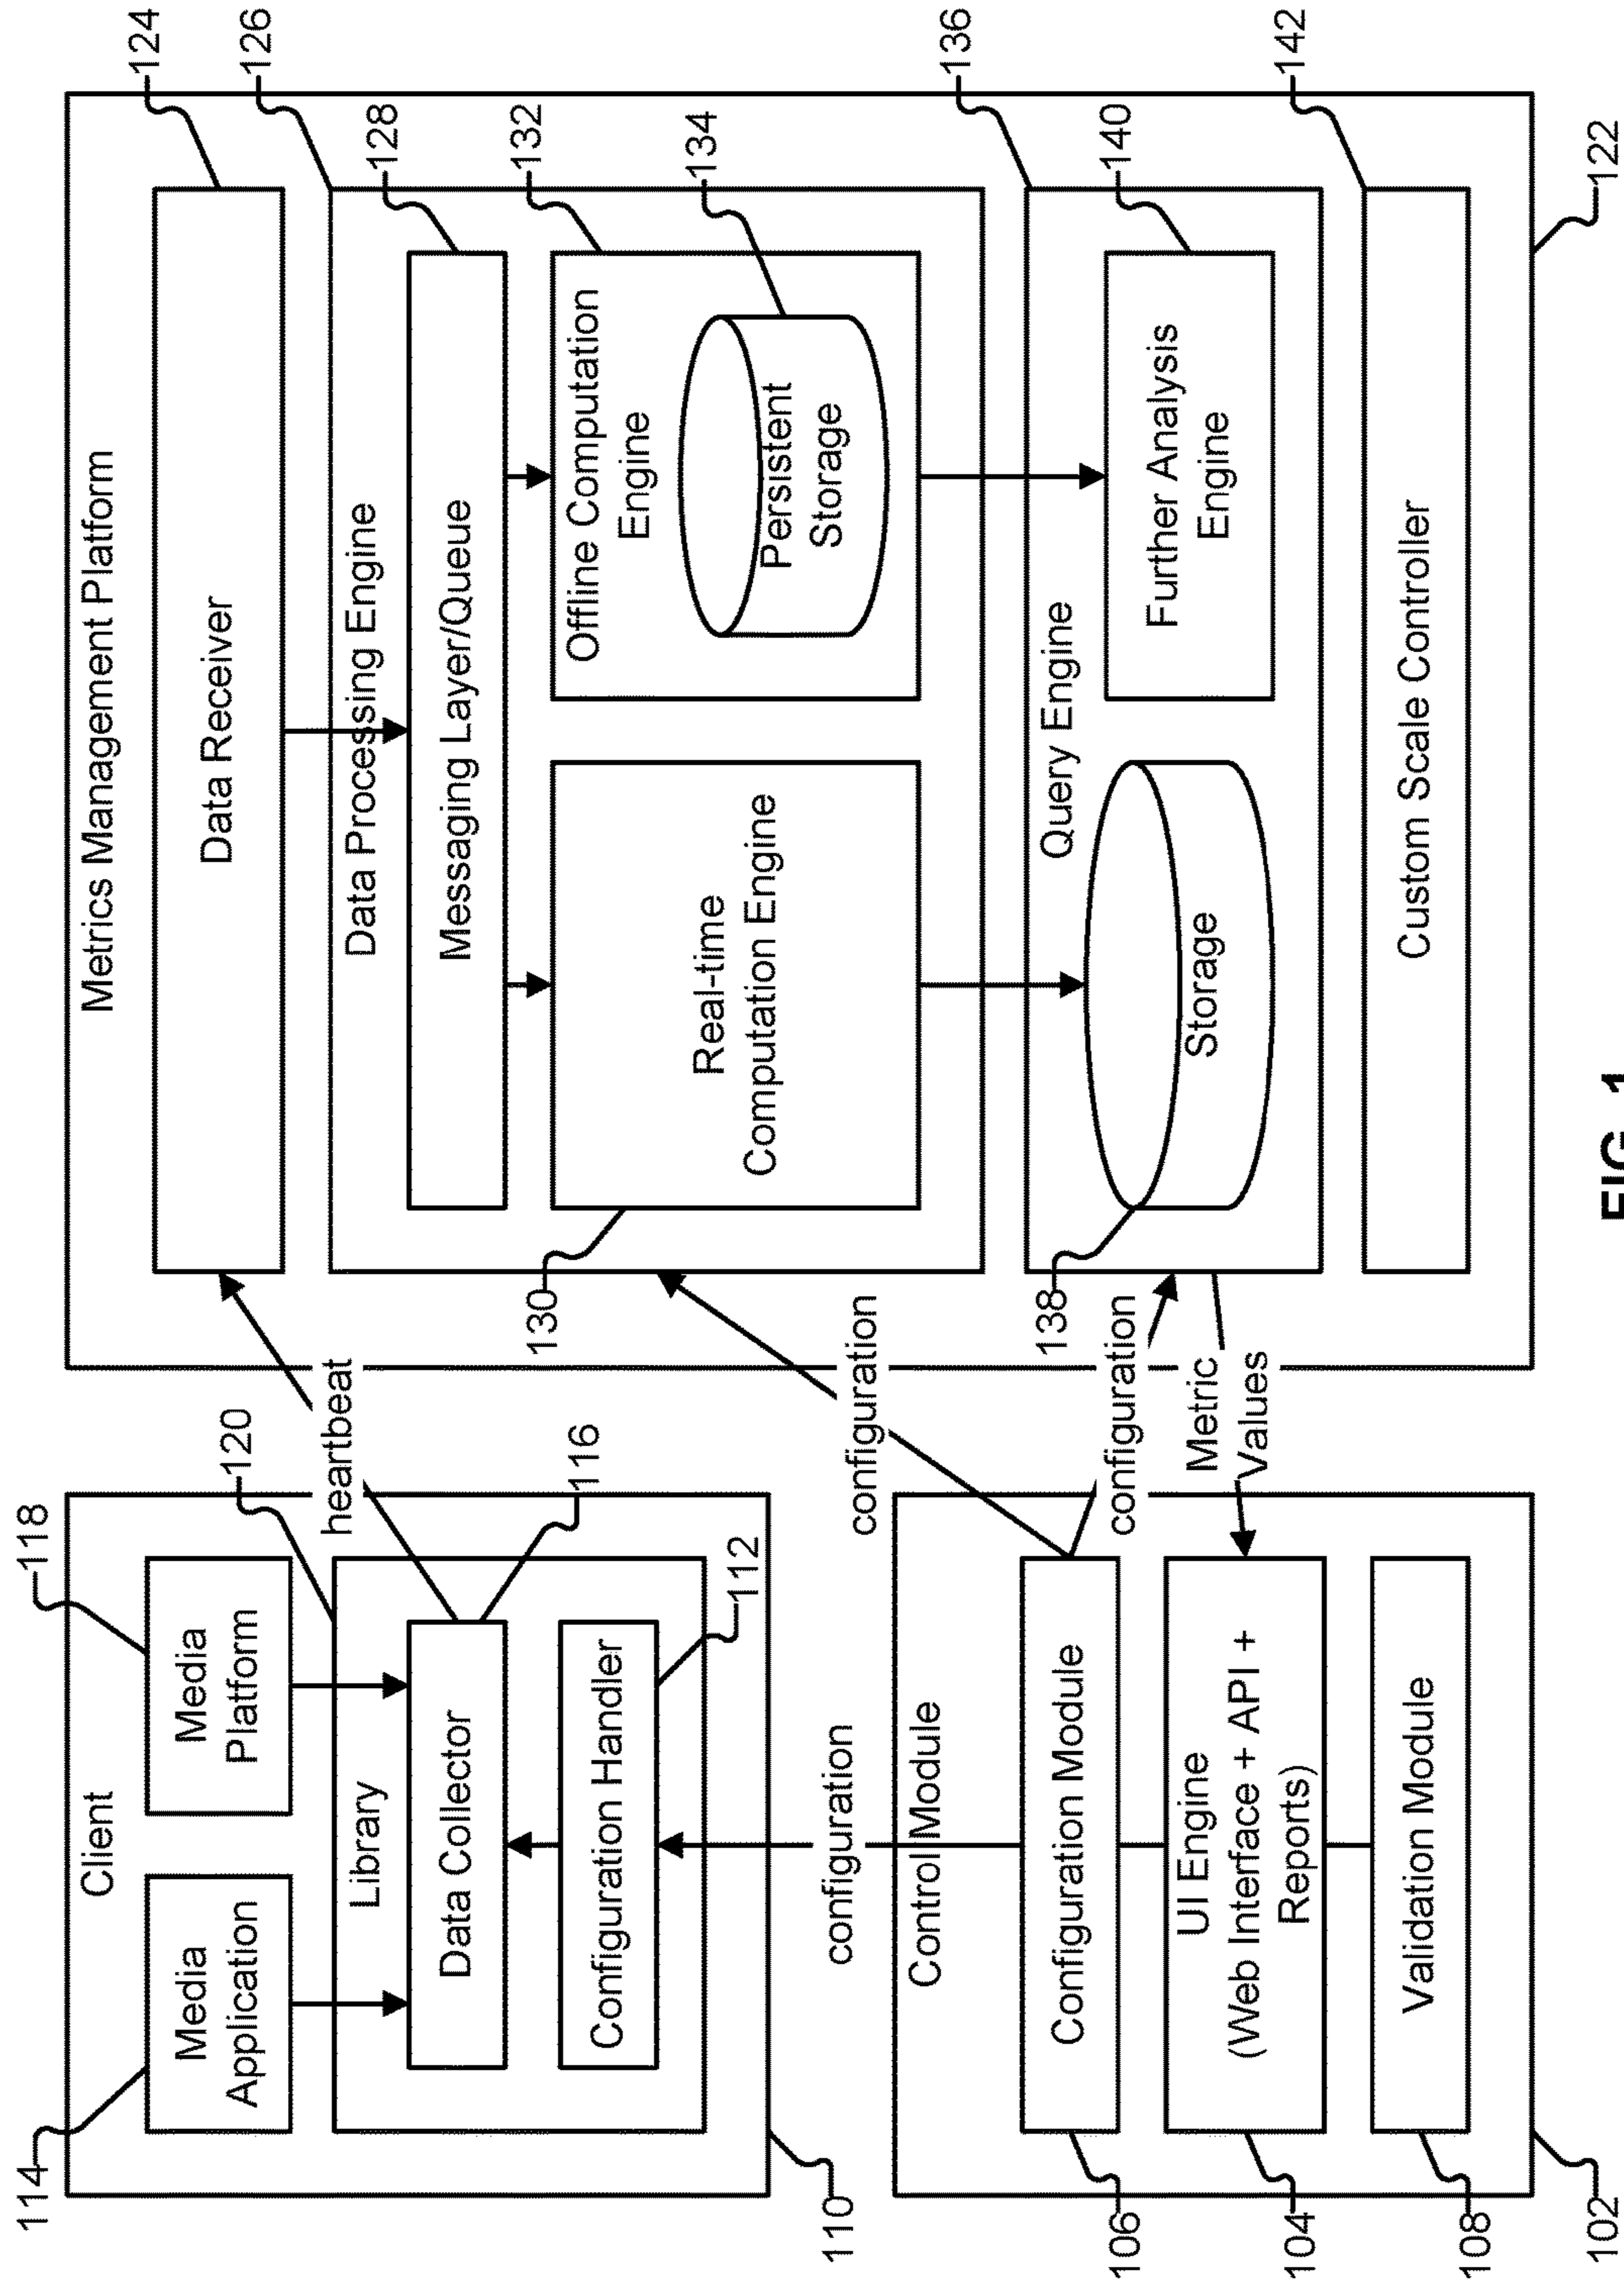 114
118
120
Client
Media
Application
Media
Platform
Library
Data Collector
116
Configuration Handler
112
110
heartbeat
configuration
Control Module
configuration
Configuration Module
106
configuration
UI Engine
(Web Interface + API +
Reports)
104
Metric
Values
Validation Module
108
102
Metrics Management Platform
124
Data Receiver
126
Data Processing Engine
128
Messaging Layer/Queue
130
Real-time
Computation Engine
132
Offline Computation
Engine
134
Persistent
Storage
136
Query Engine
138
Storage
140
Further Analysis
Engine
142
Custom Scale Controller
122
FIG. 1